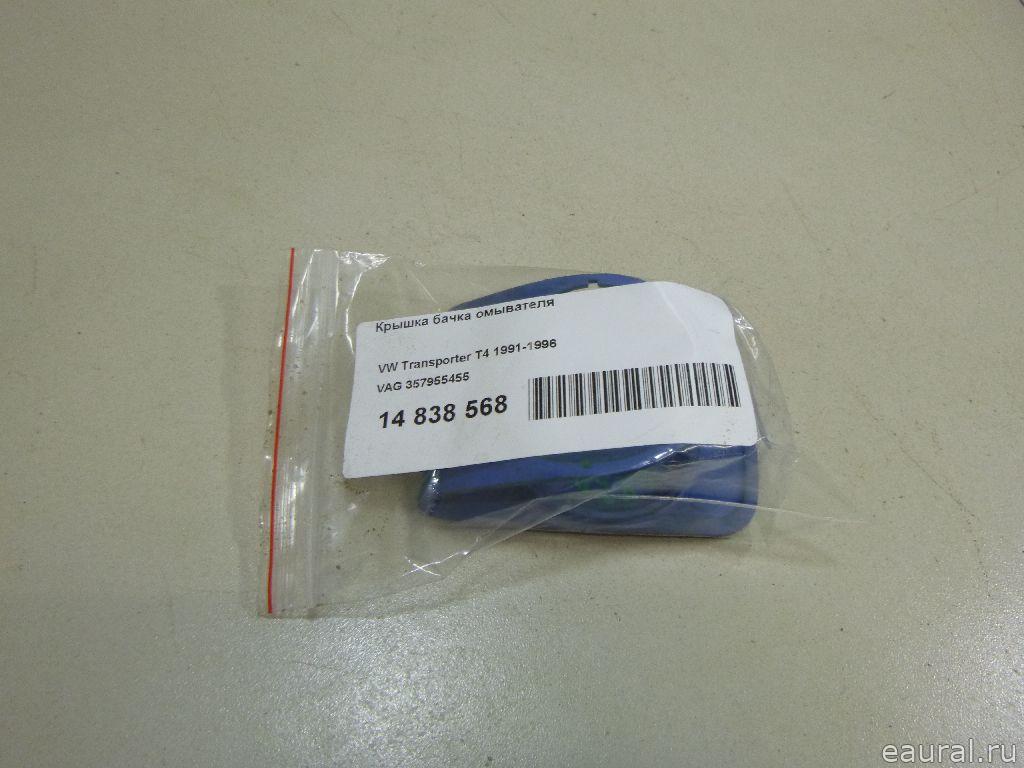 Крышка бачка омывателя
VW Transporter T4 1991-1996
VAG 357955455
14 838 568
eaural.ru